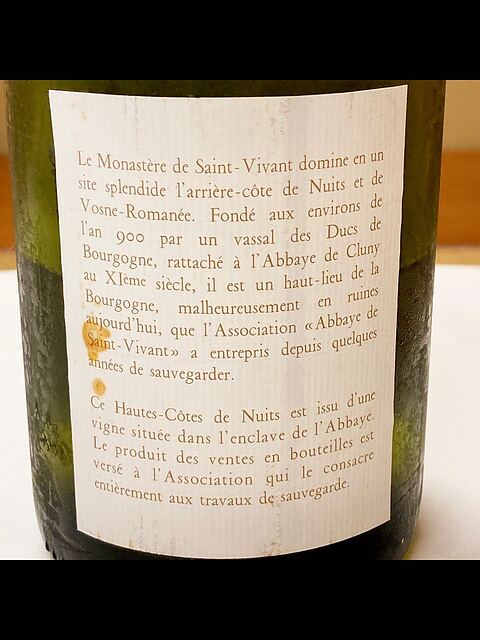 Le Monastère de Saint-Vivant domine en un
site splendide l'arrière-côte de Nuits et de
Vosne-Romanée. Fondé aux environs de
l'an 900 par un vassal des Ducs de
Bourgogne, rattaché à l'Abbaye de Cluny
au XIème siècle, il est un haut-lieu de la
Bourgogne, malheureusement en ruines
aujourd'hui, que l'Association «Abbaye de
Saint-Vivant» a entrepris depuis quelques
années de sauvegarder.
Ce Hautes-Côtes de Nuits est issu d'une
vigne située dans l'enclave de l'Abbaye.
Le produit des ventes en bouteilles est
versé à l'Association qui le consacre
entièrement aux travaux de sauvegarde.